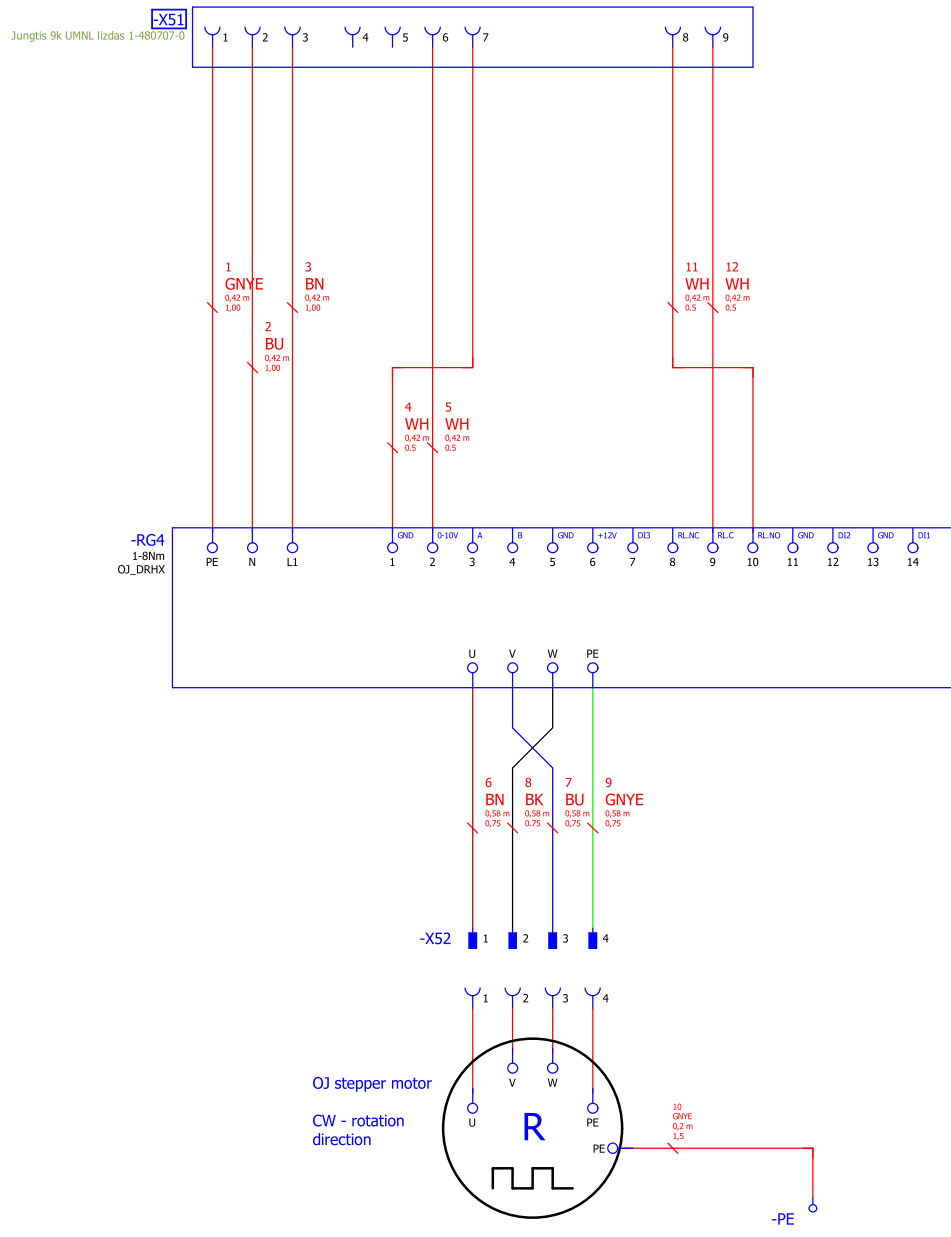 -X51
Jungtis 9k UMNL lizdas 1-480707-0
1 2 3 4 5 6 7 8 9
1
GNYE
0,42 m
1,00
2
BU
0,42 m
1,00
3
BN
0,42 m
1,00
11
WH
0,42 m
0.5
12
WH
0,42 m
0.5
4
WH
0,42 m
0.5
5
WH
0,42 m
0.5
-RG4
1-8Nm
OJ_DRHX
GND 0-10V A B GND +12V DI3 RL.NC RL.C RL.NO GND DI2 GND DI1
PE N L1 1 2 3 4 5 6 7 8 9 10 11 12 13 14
U V W PE
6
BN
0,58 m
0,75
8
BK
0,58 m
0.75
7
BU
0,58 m
0,75
9
GNYE
0,58 m
0,75
-X52 1 2 3 4
1 2 3 4
OJ stepper motor
CW - rotation
direction
V W
U PE
R
PE
10
GNYE
0,2 m
1,5
-PE